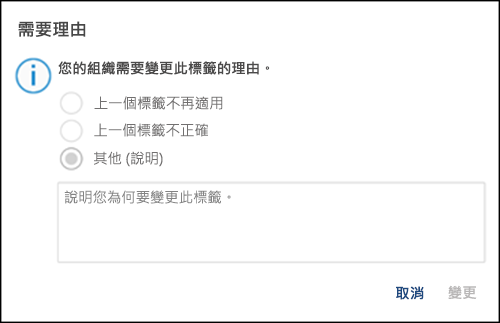 需要理由
您的組織需要變更此標籤的理由。
上一個標籤不再適用
上一個標籤不正確
其他 (說明)
說明您為何要變更此標籤。
取消 變更